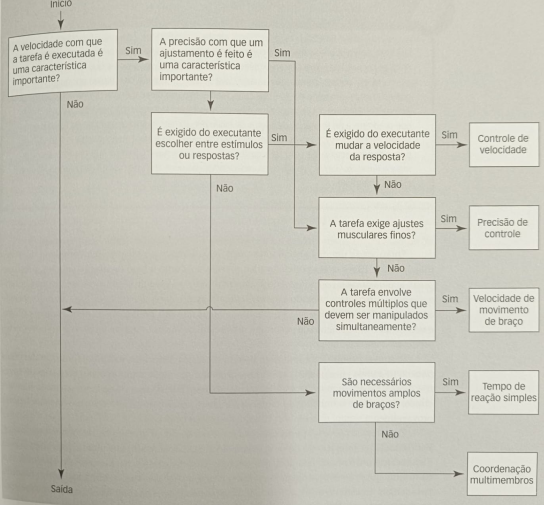 Início
A velocidade com que
a tarefa é executada é
uma característica
importante?
Sim
A precisão com que um
ajustamento é feito é
uma característica
importante?
Sim
Não
É exigido do executante
escolher entre estímulos
ou respostas?
Sim
É exigido do executante
mudar a velocidade
da resposta?
Sim
Controle de
velocidade
Não
Não
A tarefa exige ajustes
musculares finos?
Sim
Precisão de
controle
Não
A tarefa envolve
controles múltiplos que
devem ser manipulados
simultaneamente?
Sim
Velocidade de
movimento
de braço
Não
São necessários
movimentos amplos
de braços?
Sim
Tempo de
reação simples
Não
Coordenação
multimembros
Saída